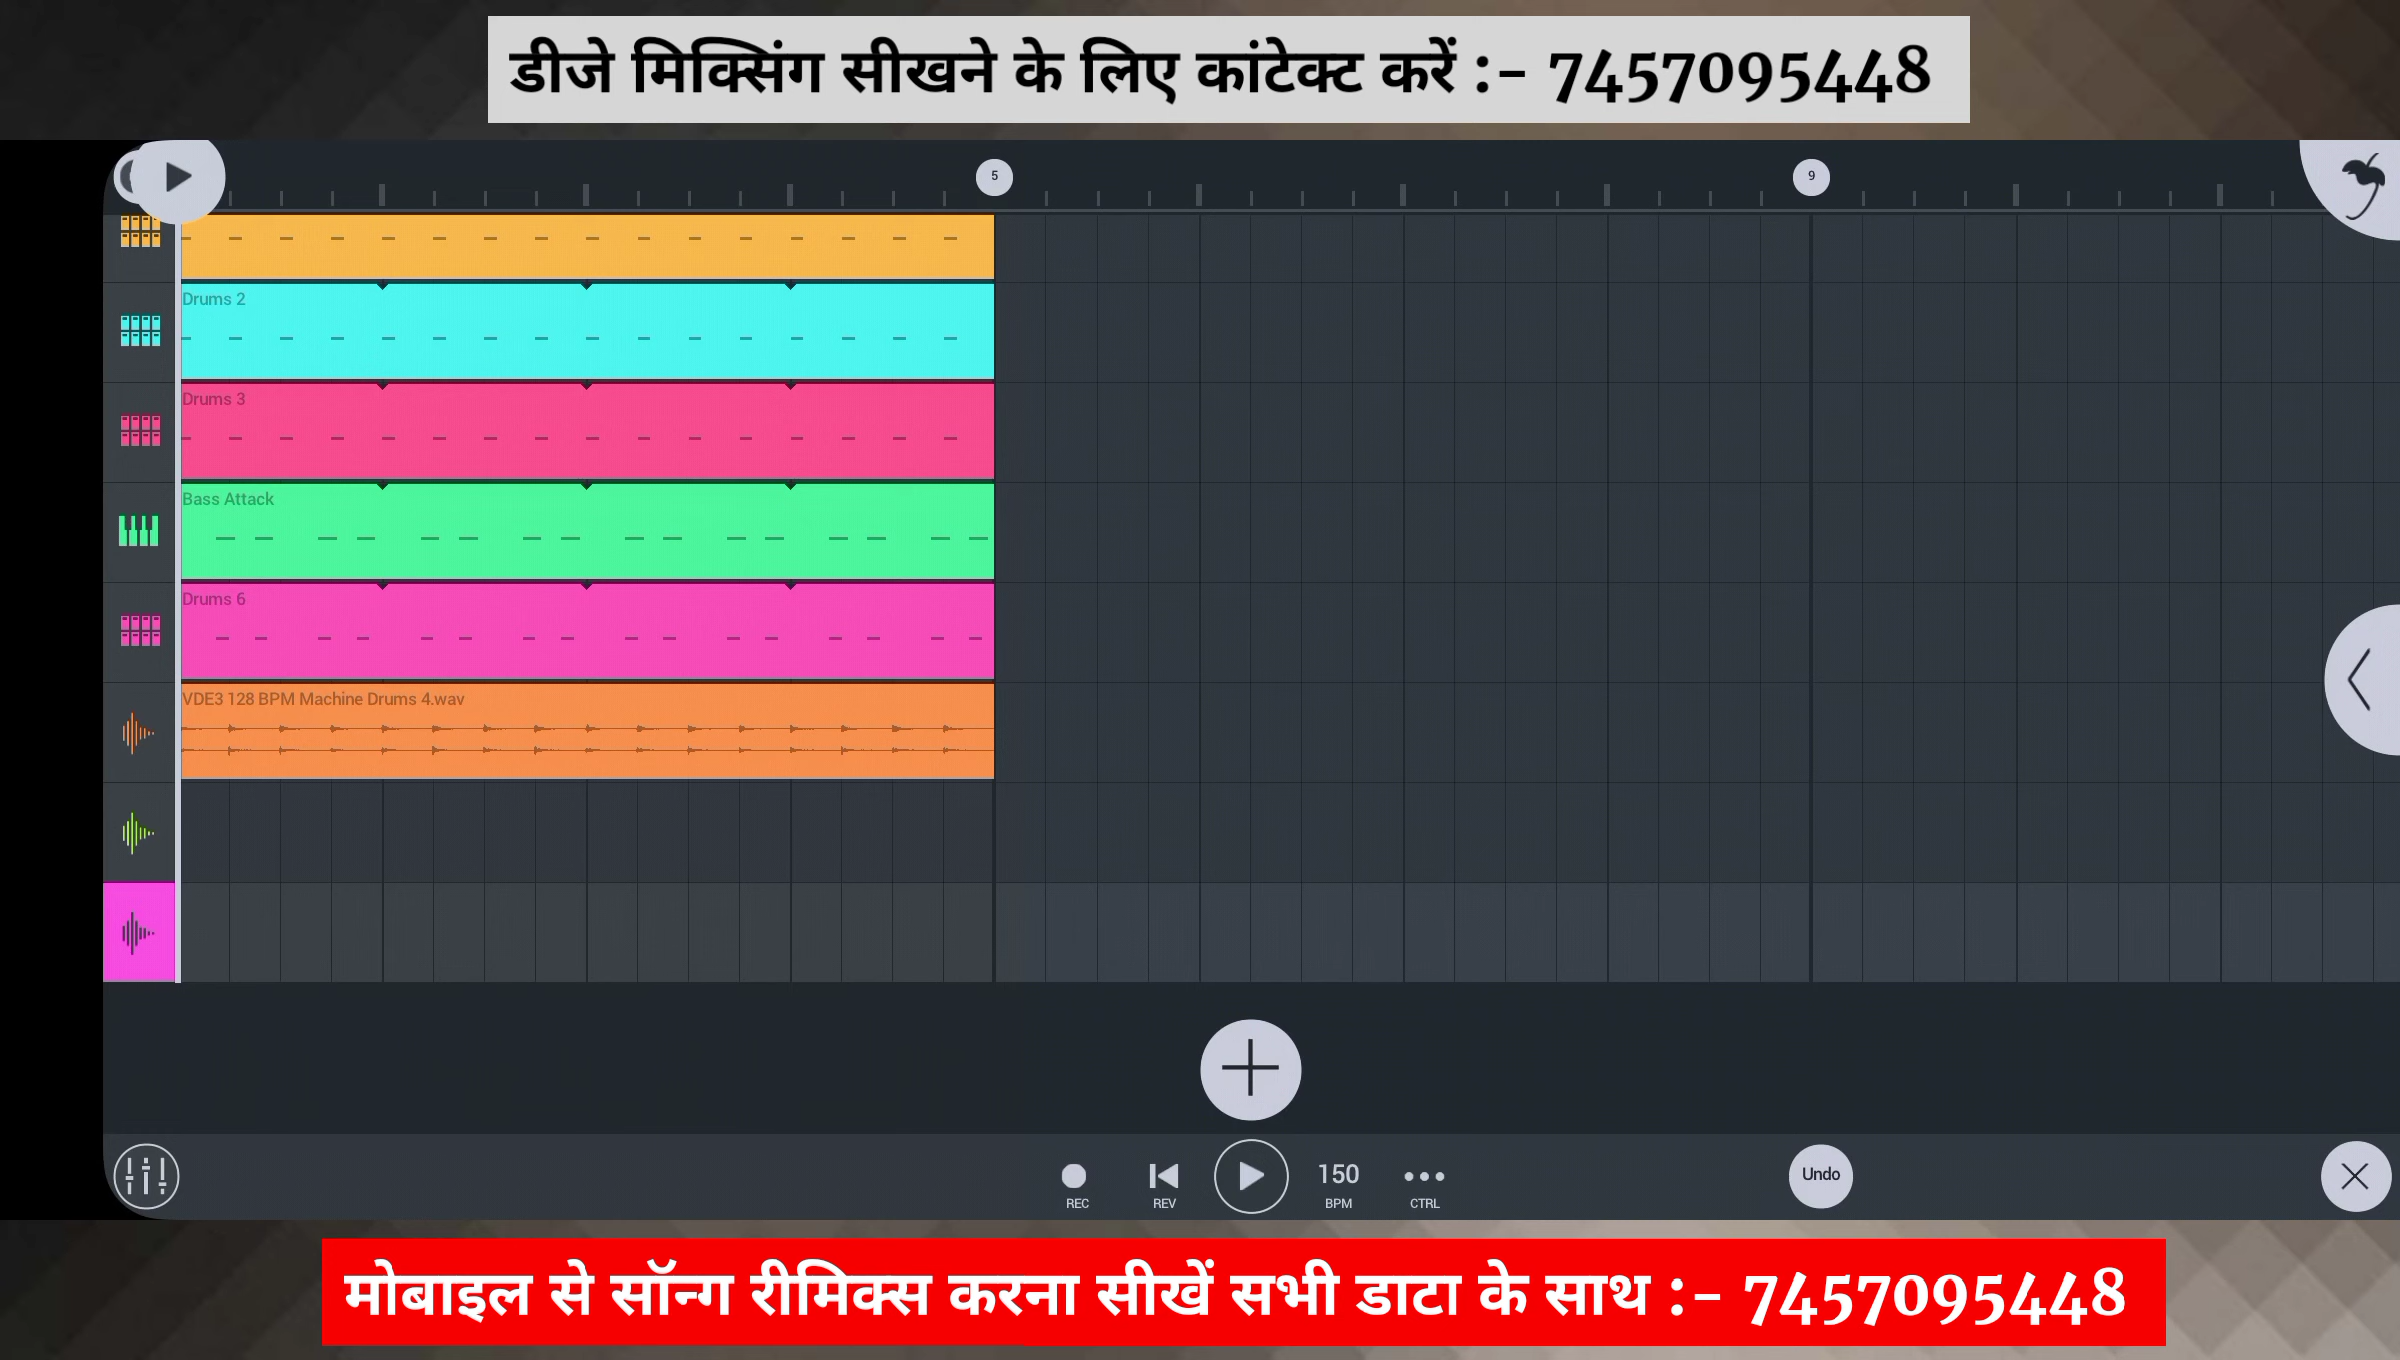 डीजे मिक्सिंग सीखने के लिए कांटेक्ट करें :- 7457095448
5
9
Drums 2
Drums 3
Bass Attack
Drums 6
VDE3 128 BPM Machine Drums 4.wav
REC
REV
150
BPM
CTRL
Undo
मोबाइल से सॉन्ग रीमिक्स करना सीखें सभी डाटा के साथ :- 7457095448